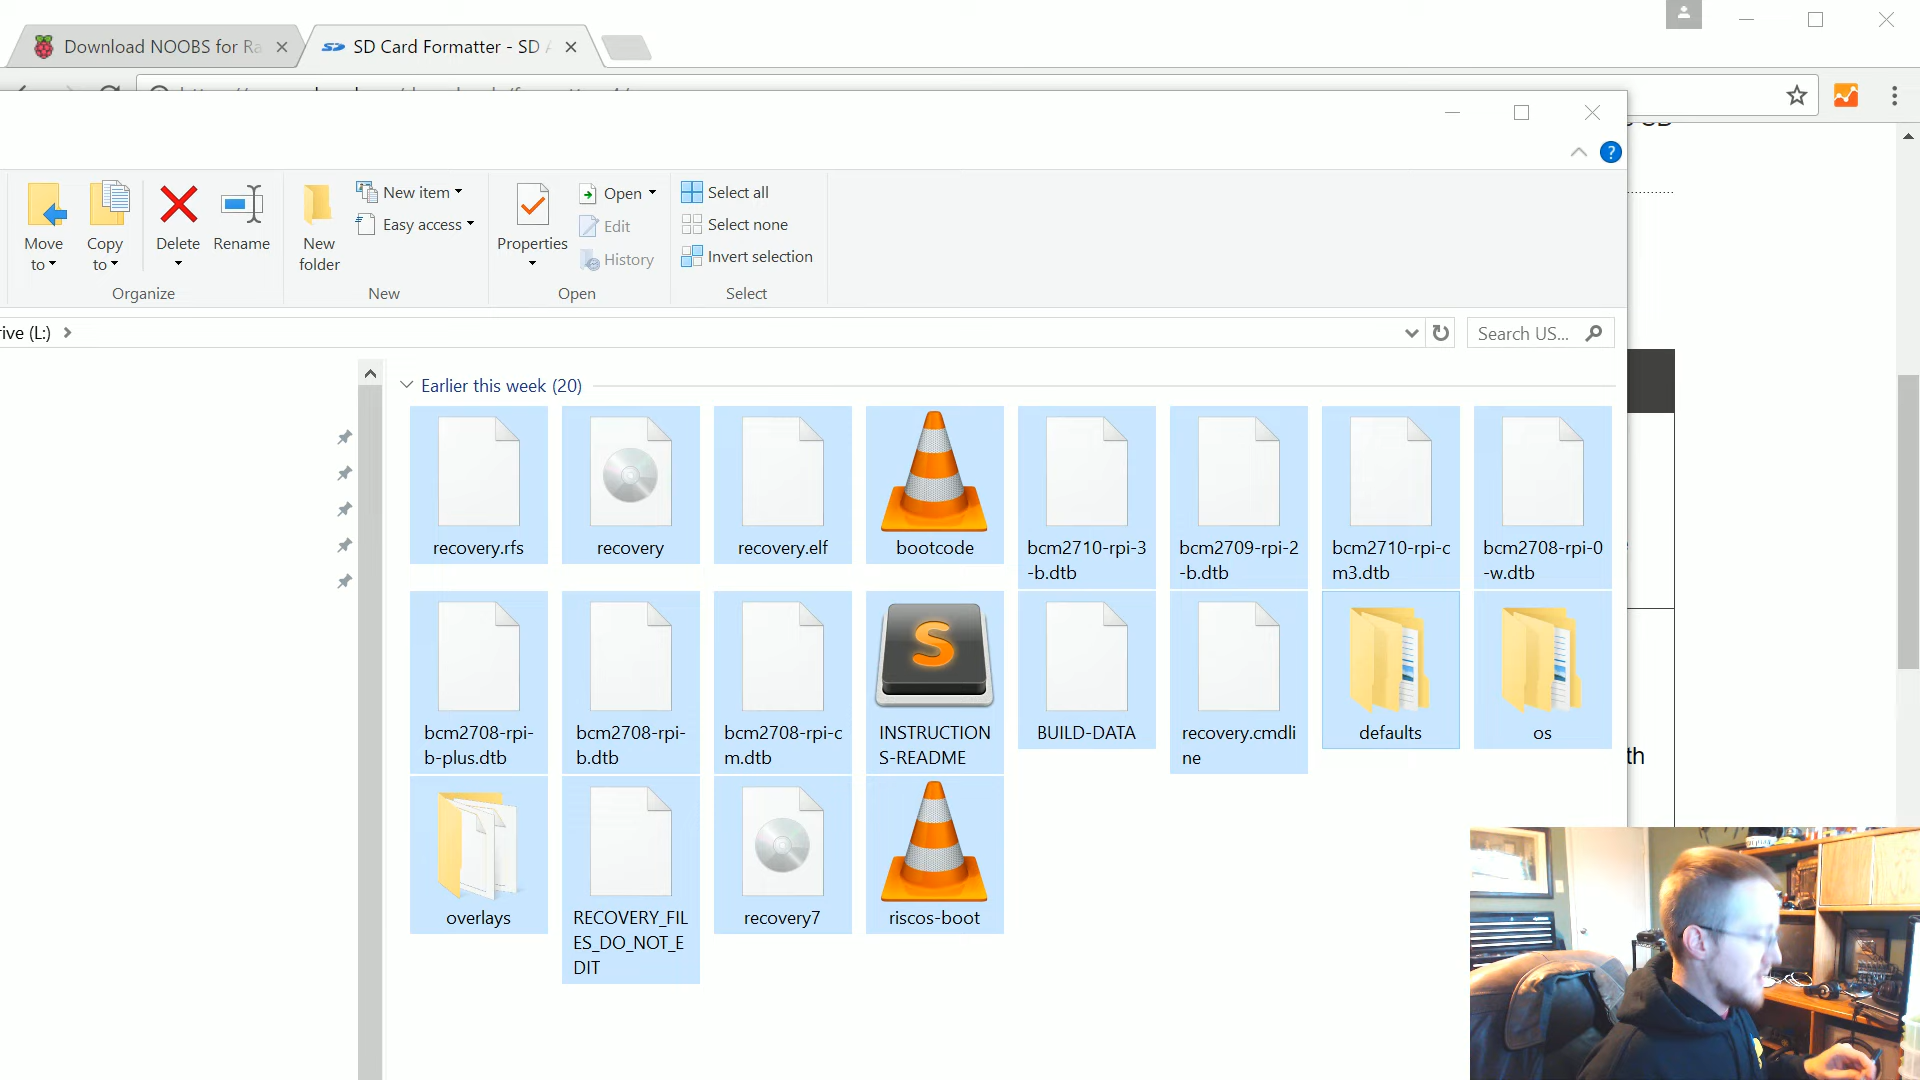 Download NOOBS for Ra
SD Card Formatter - SD A
Move to
Copy to
Delete
Rename
New folder
New item
Easy access
Properties
Open
Edit
History
Select all
Select none
Invert selection
Organize
New
Open
Select
rive (L:)
Search US...
Earlier this week (20)
recovery.rfs
recovery
recovery.elf
bootcode
bcm2710-rpi-3
-b.dtb
bcm2709-rpi-2
-b.dtb
bcm2710-rpi-c
m3.dtb
bcm2708-rpi-0
-w.dtb
bcm2708-rpi-
b-plus.dtb
bcm2708-rpi-
b.dtb
bcm2708-rpi-c
m.dtb
INSTRUCTION
S-README
BUILD-DATA
recovery.cmdli
ne
defaults
os
th
overlays
RECOVERY_FIL
ES_DO_NOT_E
DIT
recovery7
riscos-boot